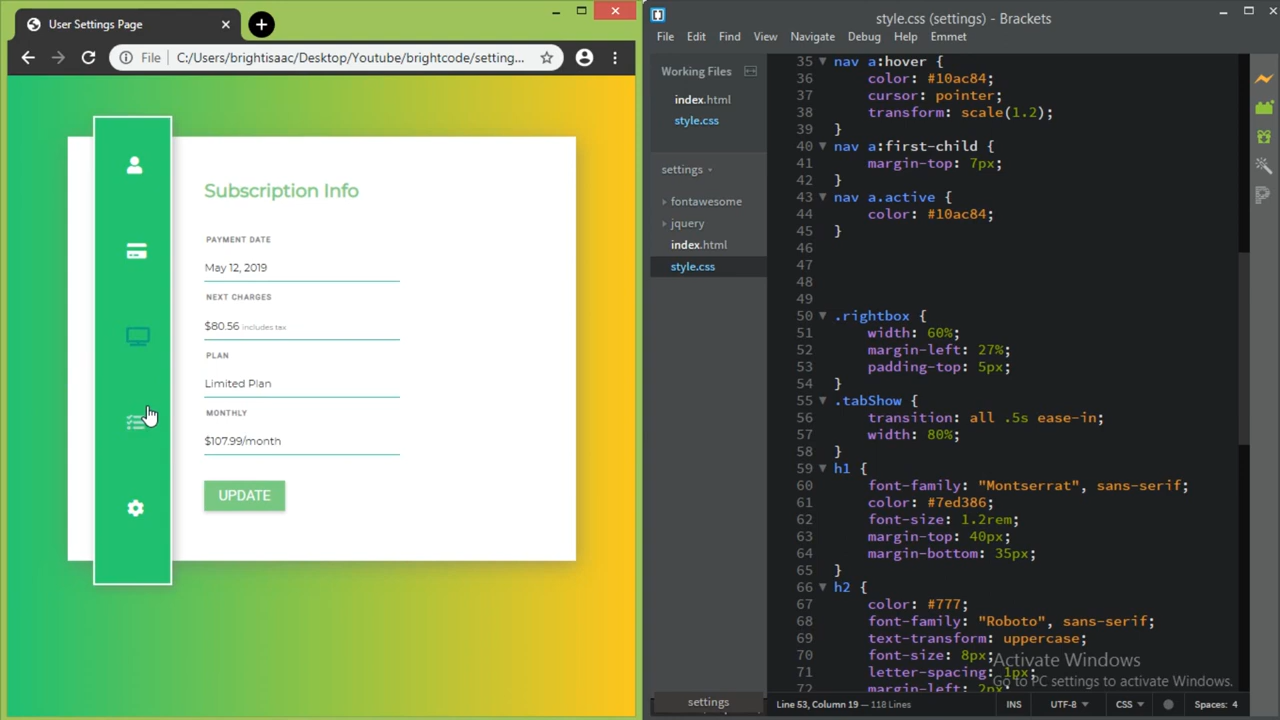 User Settings Page
File C:/Users/brightisaac/Desktop/Youtube/brightcode/setting...
Subscription Info
PAYMENT DATE
May 12, 2019
NEXT CHARGES
$80.56 includes tax
PLAN
Limited Plan
MONTHLY
$107.99/month
UPDATE
style.css (settings) - Brackets
File Edit Find View Navigate Debug Help Emmet
Working Files
index.html
style.css
settings
fontawesome
jquery
index.html
style.css
settings
35 nav a:hover {
36 color: #10ac84;
37 cursor: pointer;
38 transform: scale(1.2);
39 }
40 nav a:first-child {
41 margin-top: 7px;
42 }
43 nav a.active {
44 color: #10ac84;
45 }
46
47
48
49
50 .rightbox {
51 width: 60%;
52 margin-left: 27%;
53 padding-top: 5px;
54 }
55 .tabShow {
56 transition: all .5s ease-in;
57 width: 80%;
58 }
59 h1 {
60 font-family: "Montserrat", sans-serif;
61 color: #7ed386;
62 font-size: 1.2rem;
63 margin-top: 40px;
64 margin-bottom: 35px;
65 }
66 h2 {
67 color: #777;
68 font-family: "Roboto", sans-serif;
69 text-transform: uppercase;
70 font-size: 8px;
71 letter-spacing: 1px;
72 margin-left: 2px;
Activate Windows
Go to PC settings to activate Windows.
Line 53, Column 19 — 118 Lines
INS UTF-8 CSS Spaces: 4